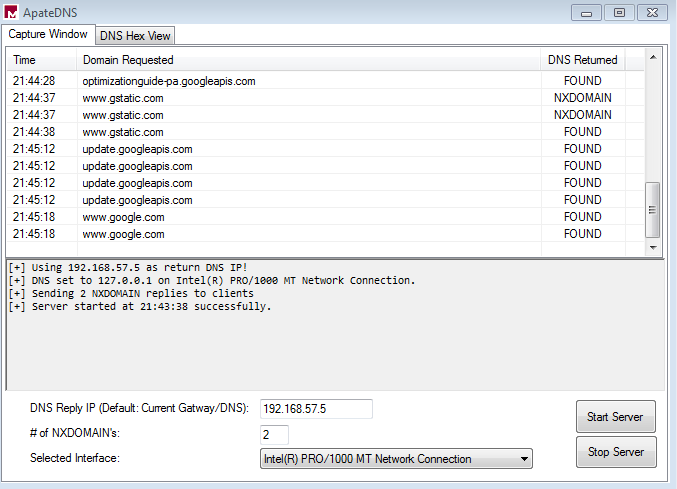 ApateDNS
Capture Window DNS Hex View
Time Domain Requested DNS Returned
21:44:28 optimizationguide-pa.googleapis.com FOUND
21:44:37 www.gstatic.com NXDOMAIN
21:44:37 www.gstatic.com NXDOMAIN
21:44:38 www.gstatic.com FOUND
21:45:12 update.googleapis.com FOUND
21:45:12 update.googleapis.com FOUND
21:45:12 update.googleapis.com FOUND
21:45:12 update.googleapis.com FOUND
21:45:18 www.google.com FOUND
21:45:18 www.google.com FOUND
[+] Using 192.168.57.5 as return DNS IP!
[+] DNS set to 127.0.0.1 on Intel(R) PRO/1000 MT Network Connection.
[+] Sending 2 NXDOMAIN replies to clients
[+] Server started at 21:43:38 successfully.
DNS Reply IP (Default: Current Gatway/DNS): 192.168.57.5 Start Server
# of NXDOMAIN's: 2
Selected Interface: Intel(R) PRO/1000 MT Network Connection Stop Server